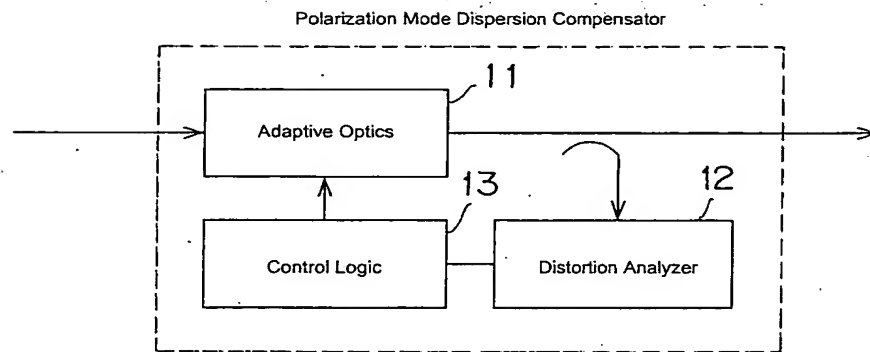 Polarization Mode Dispersion Compensator
11
Adaptive Optics
13
12
Control Logic
Distortion Analyzer